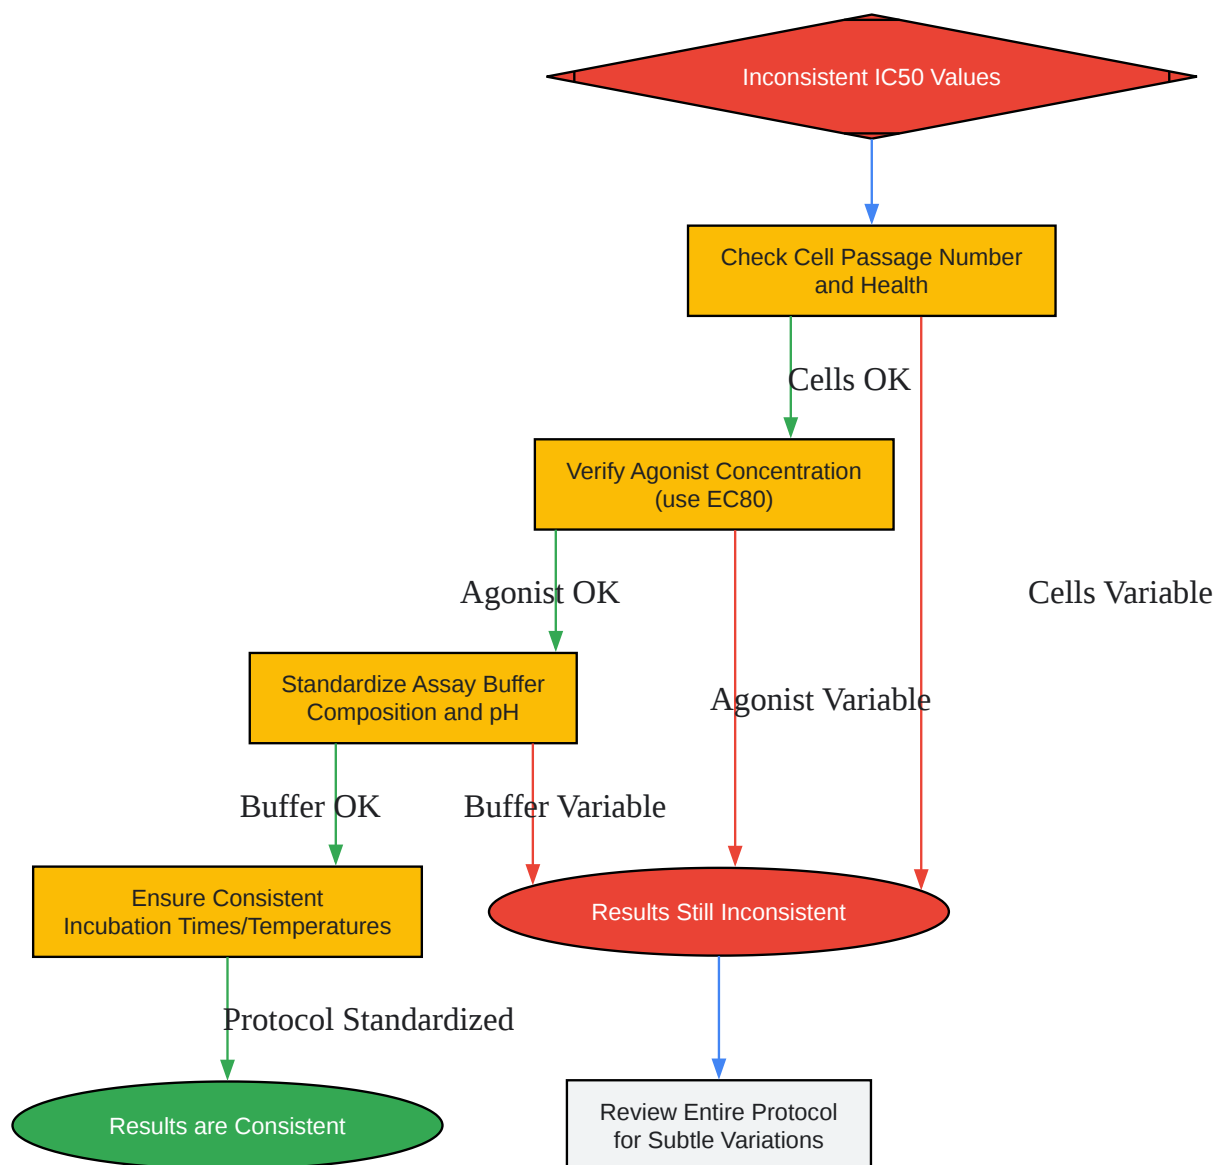 Inconsistent IC50 Values
Check Cell Passage Number
and Health
Cells OK
Verify Agonist Concentration
(use EC80)
Agonist OK
Cells Variable
Standardize Assay Buffer
Composition and pH
Agonist Variable
Buffer OK
Buffer Variable
Ensure Consistent
Incubation Times/Temperatures
Results Still Inconsistent
Protocol Standardized
Results are Consistent
Review Entire Protocol
for Subtle Variations